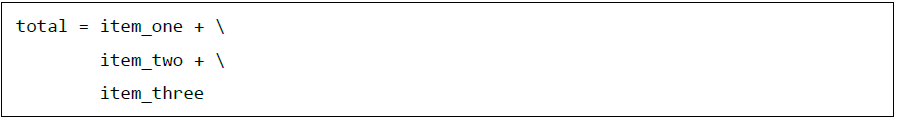 total = item_one + \
        item_two + \
        item_three